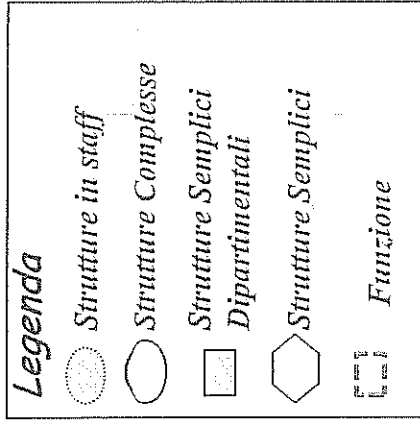 Legenda
Strutture in staff
Strutture Complesse
Strutture Semplici
Dipartimentali
Strutture Semplici
Funzione